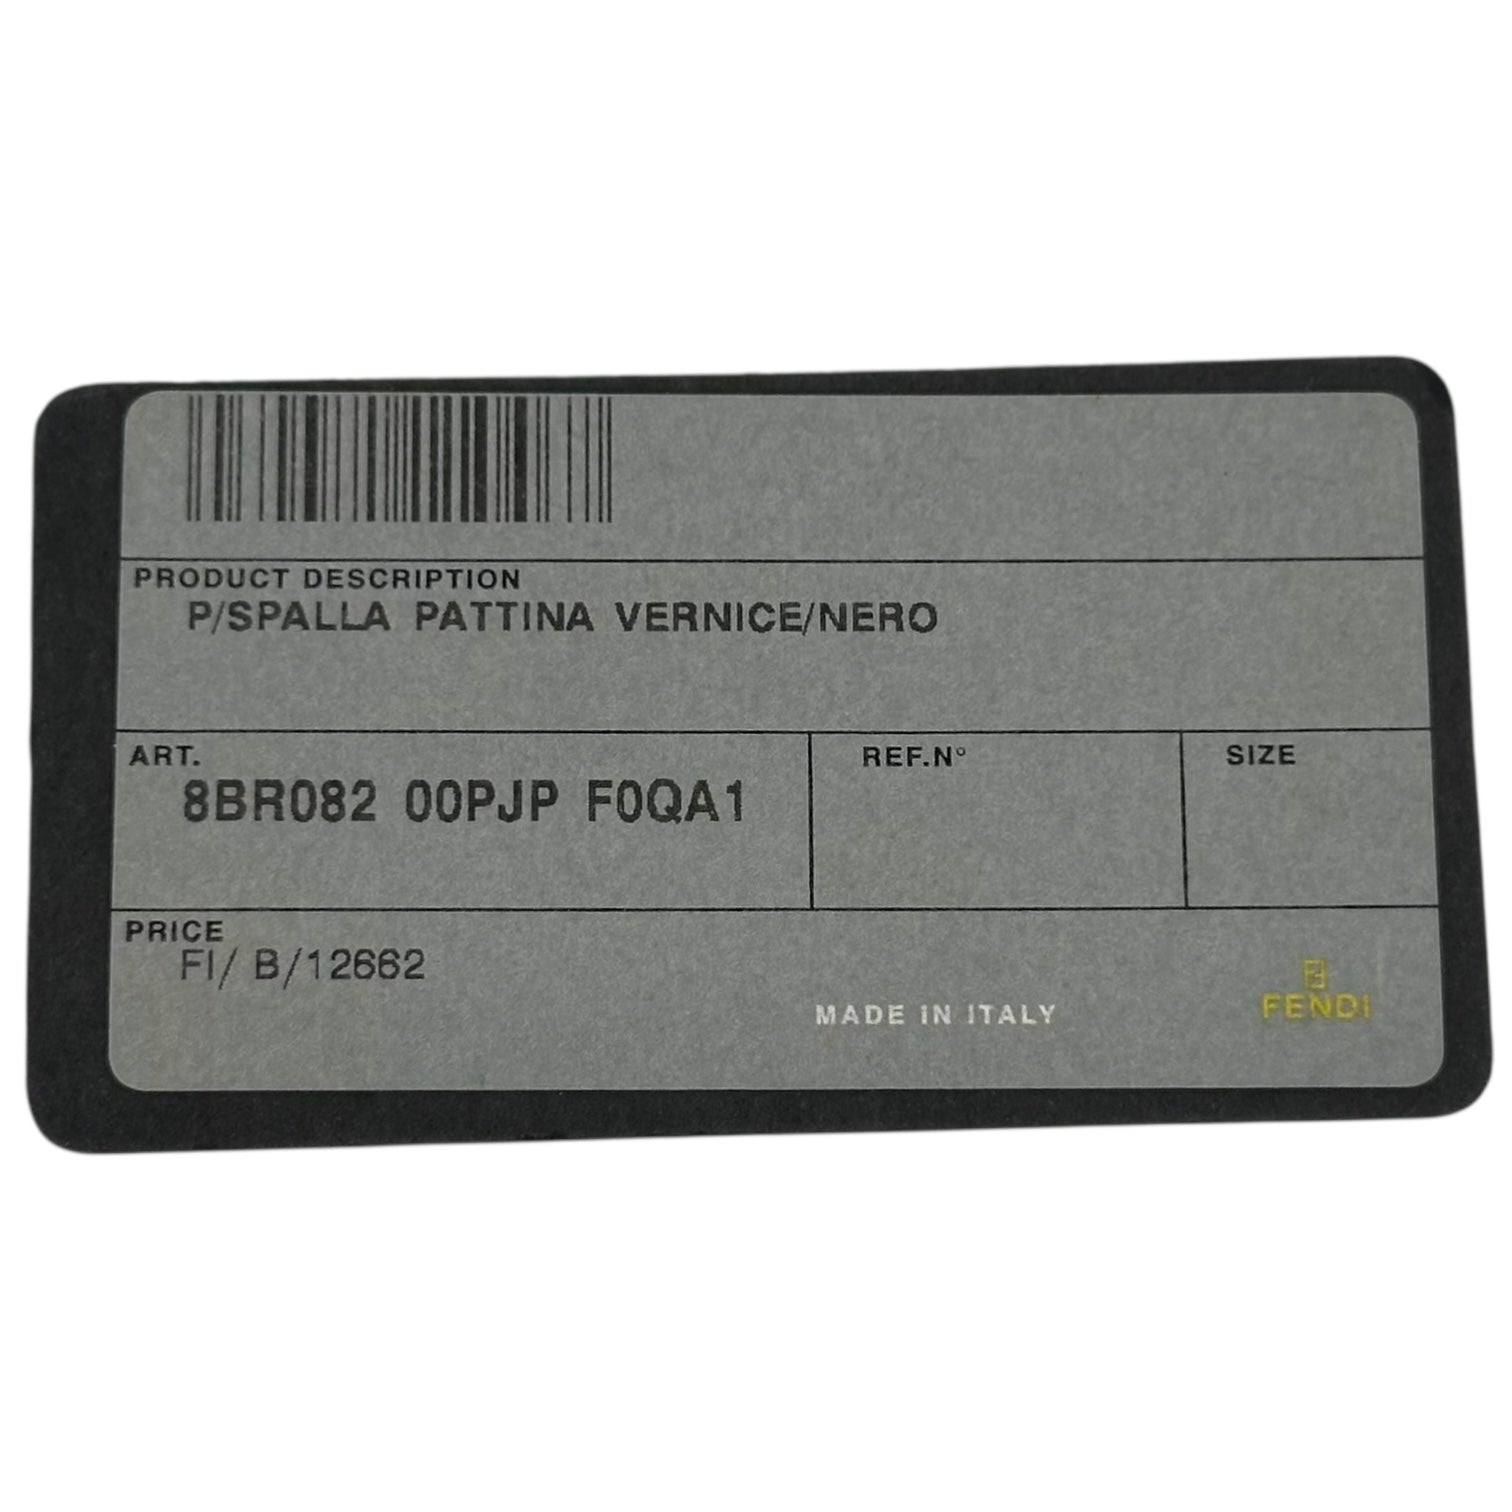 PRODUCT DESCRIPTION
P/SPALLA PATTINA VERNICE/NERO
ART.
8BR082 00PJP F0QA1
REF.N°
SIZE
PRICE
FI/ B/12662
MADE IN ITALY
FENDI